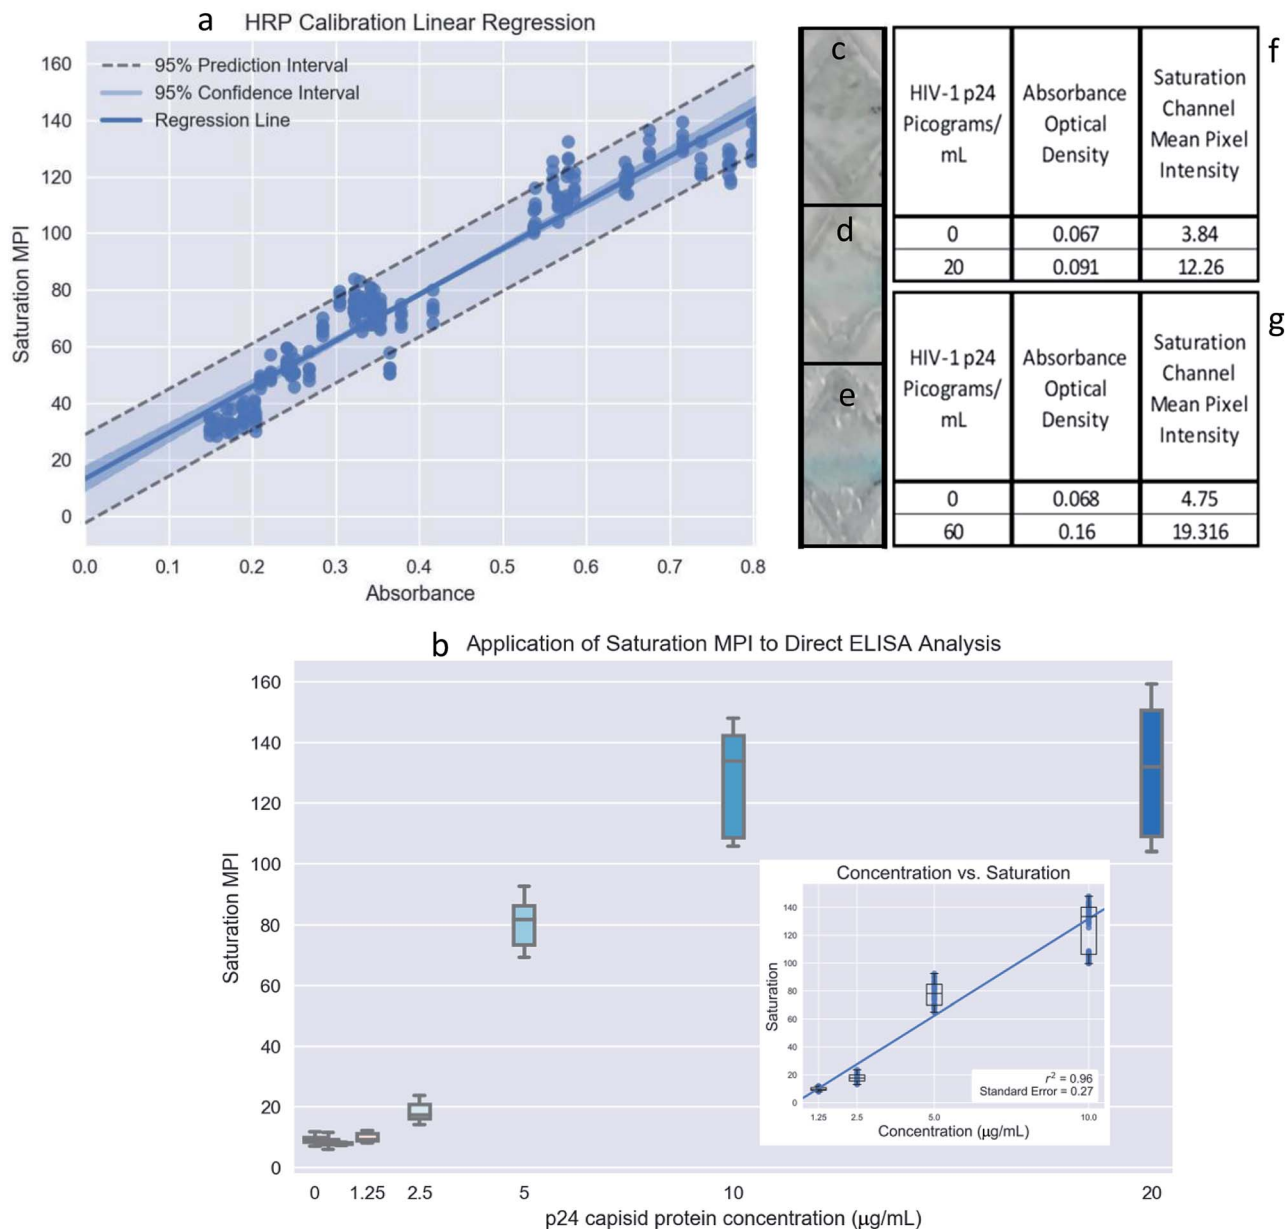 a
HRP Calibration Linear Regression
95% Prediction Interval
95% Confidence Interval
Regression Line
Saturation MPI
160
140
120
100
80
60
40
20
0
0.0 0.1 0.2 0.3 0.4 0.5 0.6 0.7 0.8
Absorbance
c
d
e
f
HIV-1 p24
Picograms/
mL
Absorbance
Optical
Density
Saturation
Channel
Mean Pixel
Intensity
0 0.067 3.84
20 0.091 12.26
g
HIV-1 p24
Picograms/
mL
Absorbance
Optical
Density
Saturation
Channel
Mean Pixel
Intensity
0 0.068 4.75
60 0.16 19.316
b
Application of Saturation MPI to Direct ELISA Analysis
Saturation MPI
160
140
120
100
80
60
40
20
0
0 1.25 2.5 5 10 20
p24 capisid protein concentration (μg/mL)
Concentration vs. Saturation
Saturation
140
120
100
80
60
40
20
0
r² = 0.96
Standard Error = 0.27
1.25 2.5 5.0 10.0
Concentration (μg/mL)